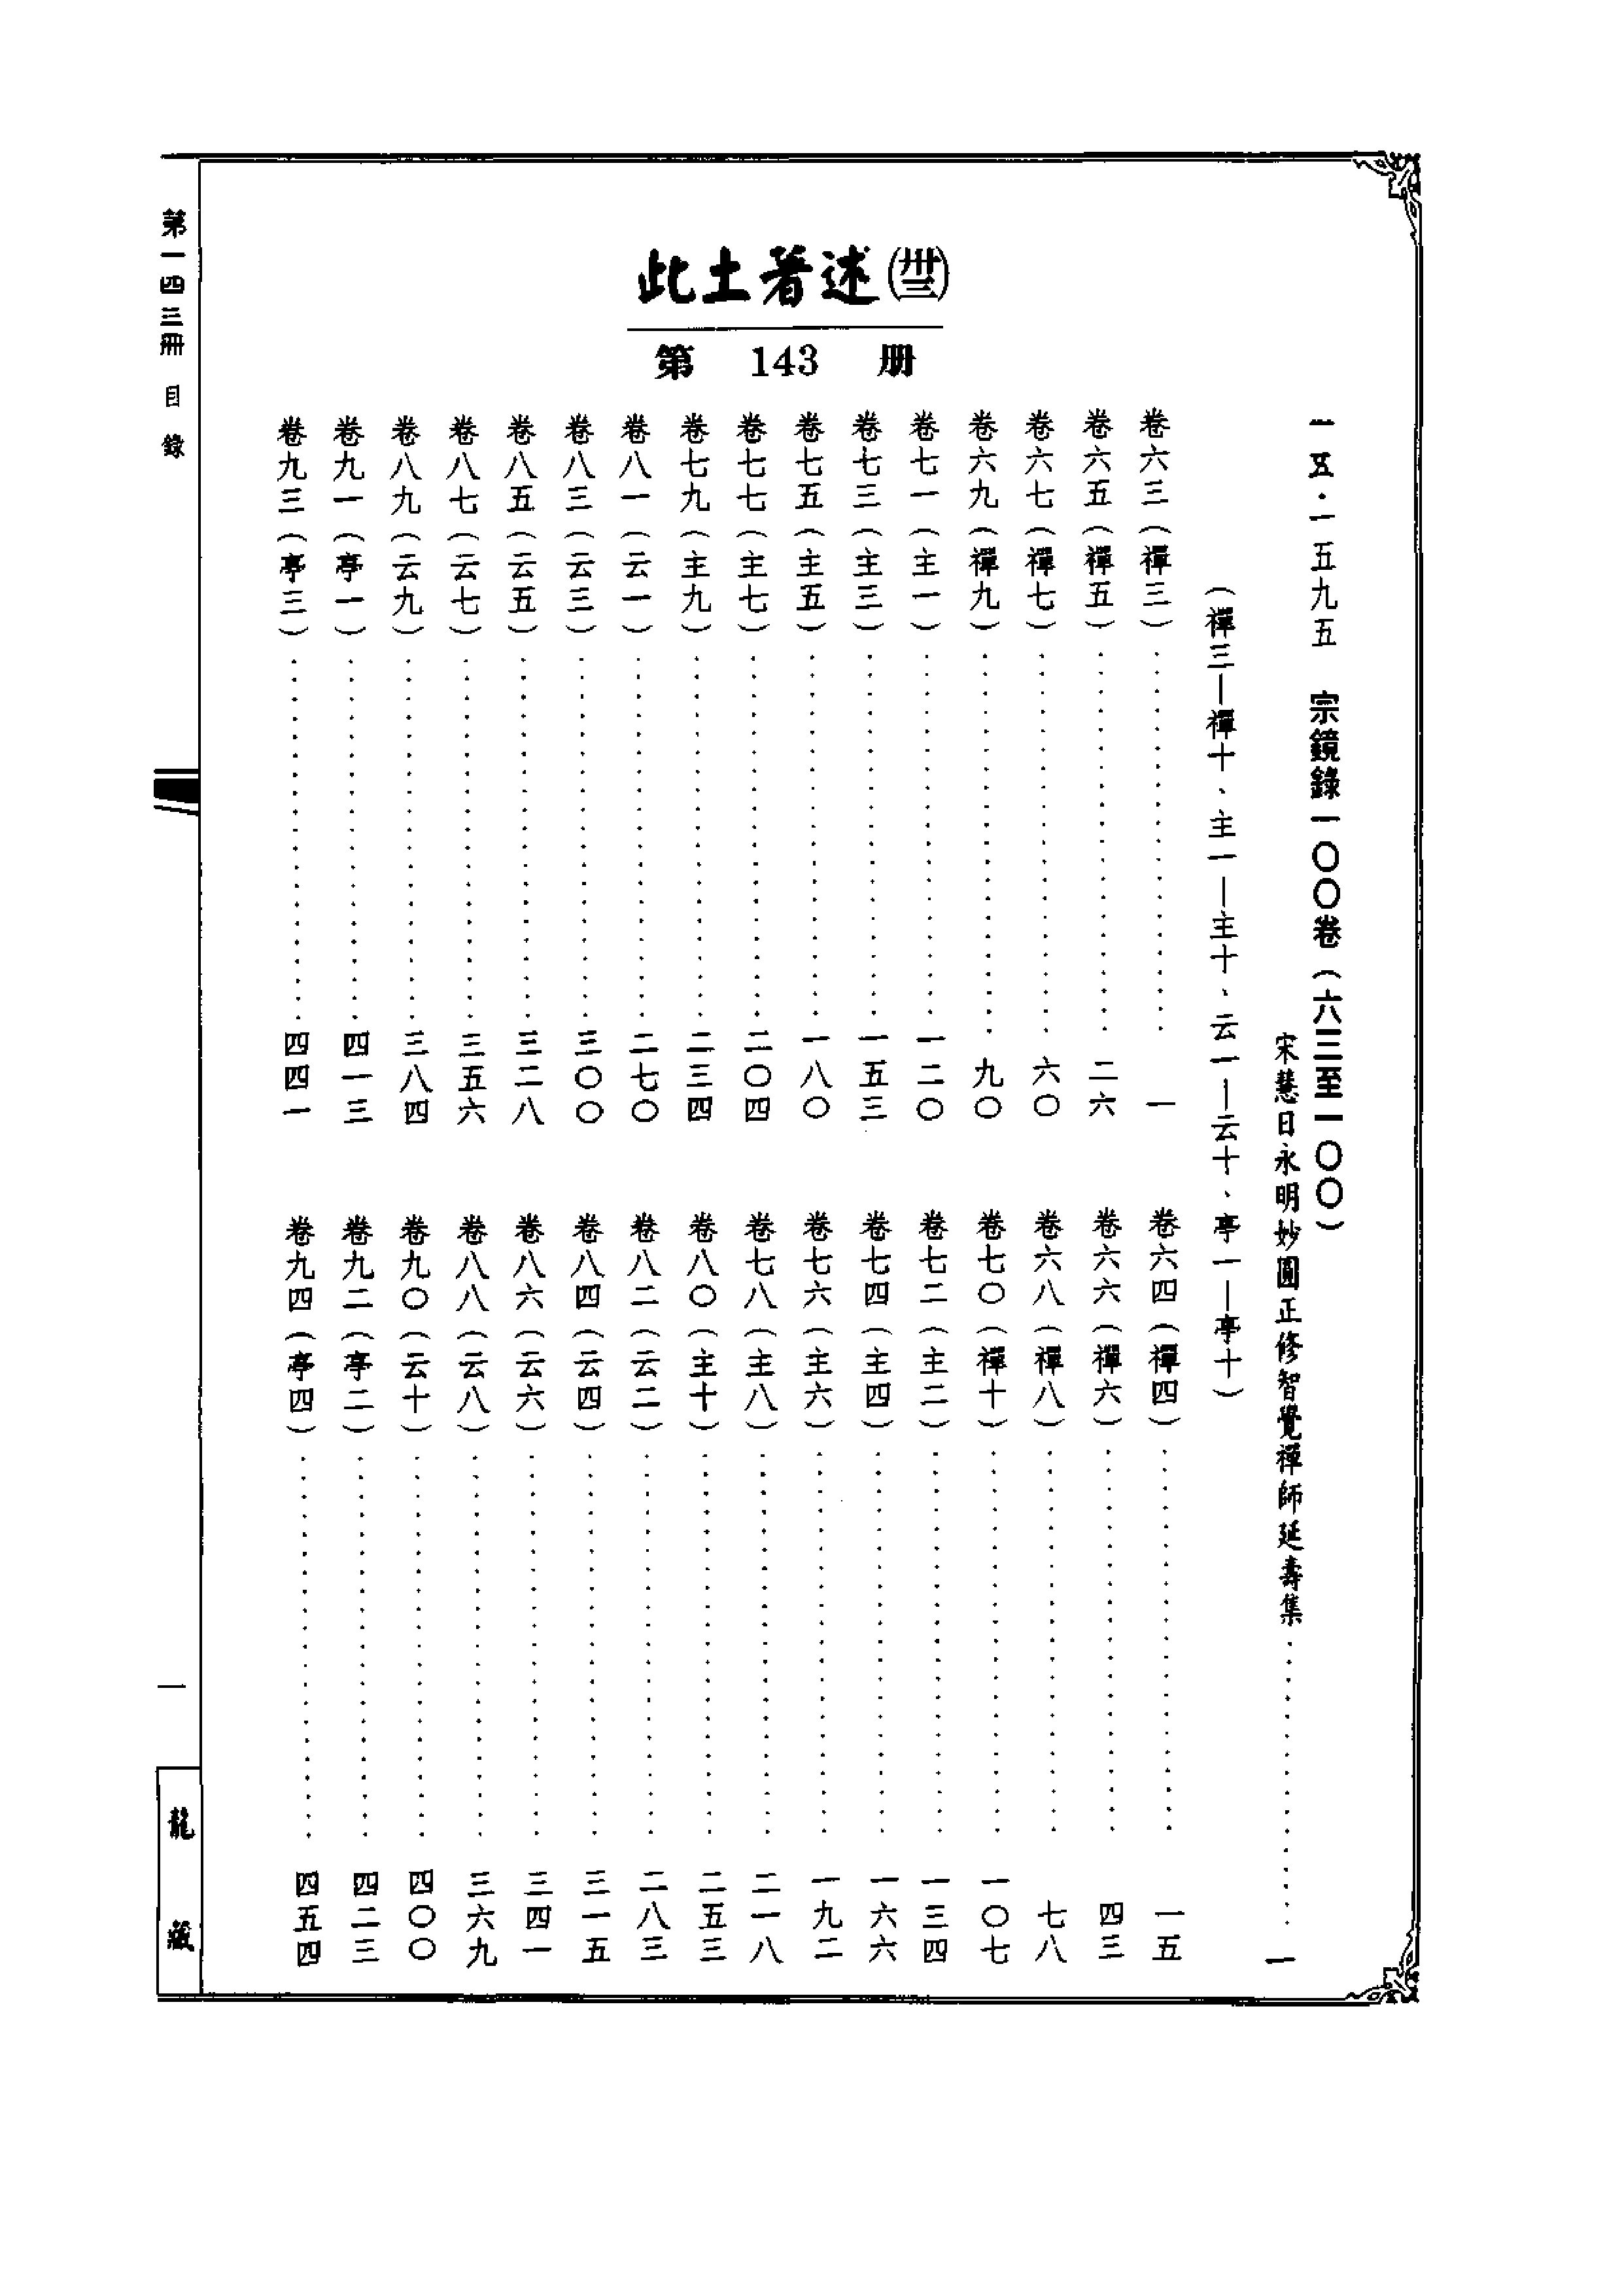 此土著述(卅三)
第 143 册
一五·一五九五 宗鏡錄一〇〇卷(六三至一〇〇)
宋慧日永明妙圓正修智覺禪師延壽集……………一
(禪三—禪十、主一—主十、云一—云十、亭一—亭十)
卷六三(禪三)……………一 卷六四(禪四)……………一五
卷六五(禪五)……………二六 卷六六(禪六)……………四三
卷六七(禪七)……………六〇 卷六八(禪八)……………七八
卷六九(禪九)……………九〇 卷七〇(禪十)……………一〇七
卷七一(主一)……………一二〇 卷七二(主二)……………一三四
卷七三(主三)……………一五三 卷七四(主四)……………一六六
卷七五(主五)……………一八〇 卷七六(主六)……………一九二
卷七七(主七)……………二〇四 卷七八(主八)……………二一八
卷七九(主九)……………二三四 卷八〇(主十)……………二五三
卷八一(云一)……………二七〇 卷八二(云二)……………二八三
卷八三(云三)……………三〇〇 卷八四(云四)……………三一五
卷八五(云五)……………三二八 卷八六(云六)……………三四一
卷八七(云七)……………三五六 卷八八(云八)……………三六九
卷八九(云九)……………三八四 卷九〇(云十)……………四〇〇
卷九一(亭一)……………四一三 卷九二(亭二)……………四二三
卷九三(亭三)……………四四一 卷九四(亭四)……………四五四
第一四三冊 目錄
一
龍藏